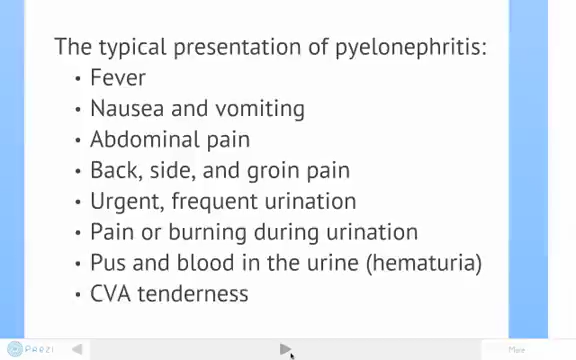 The typical presentation of pyelonephritis:
• Fever
• Nausea and vomiting
• Abdominal pain
• Back, side, and groin pain
• Urgent, frequent urination
• Pain or burning during urination
• Pus and blood in the urine (hematuria)
• CVA tenderness
PREZI
More